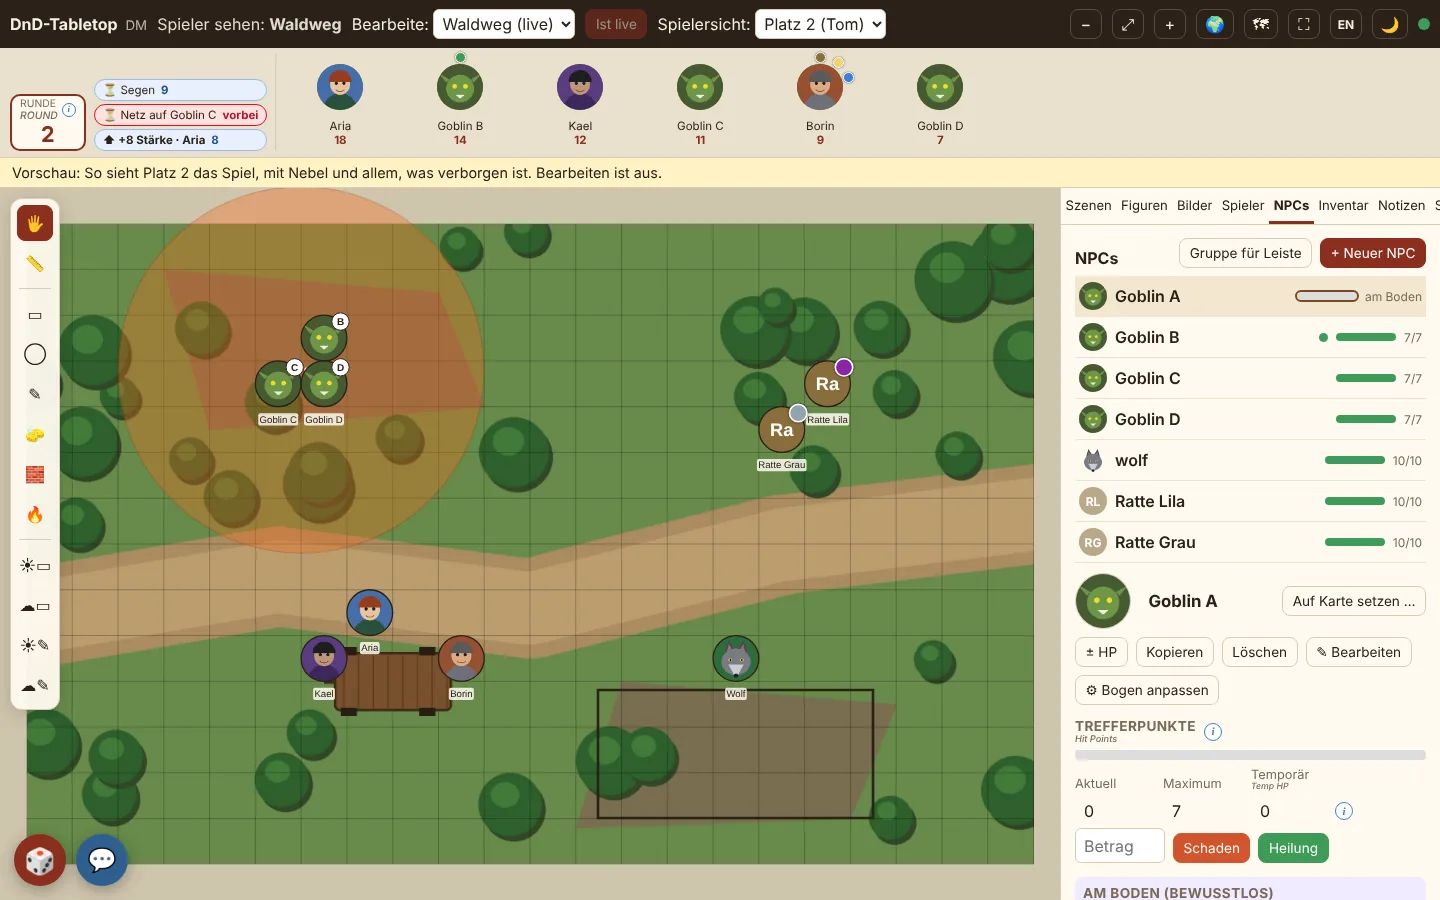 DnD-Tabletop DM Spieler sehen: Waldweg Bearbeite: Waldweg (live) Ist live Spielersicht: Platz 2 (Tom) − + EN
RUNDE
ROUND
i
2
Segen 9
Netz auf Goblin C vorbei
+8 Stärke · Aria 8
Aria
18
Goblin B
14
Kael
12
Goblin C
11
Borin
9
Goblin D
7
Vorschau: So sieht Platz 2 das Spiel, mit Nebel und allem, was verborgen ist. Bearbeiten ist aus.
B
C
D
Goblin C
Goblin D
Ra
Ratte Lila
Ra
Ratte Grau
Aria
Kael
Borin
Wolf
Szenen Figuren Bilder Spieler NPCs Inventar Notizen S
NPCs
Gruppe für Leiste
+ Neuer NPC
Goblin A am Boden
Goblin B 7/7
Goblin C 7/7
Goblin D 7/7
wolf 10/10
RL Ratte Lila 10/10
RG Ratte Grau 10/10
Goblin A
Auf Karte setzen ...
± HP
Kopieren
Löschen
✎ Bearbeiten
⚙ Bogen anpassen
TREFFERPUNKTE
Hit Points
i
Aktuell
Maximum
Temporär
Temp HP
0
7
0
i
Betrag
Schaden
Heilung
AM BODEN (BEWUSSTLOS)